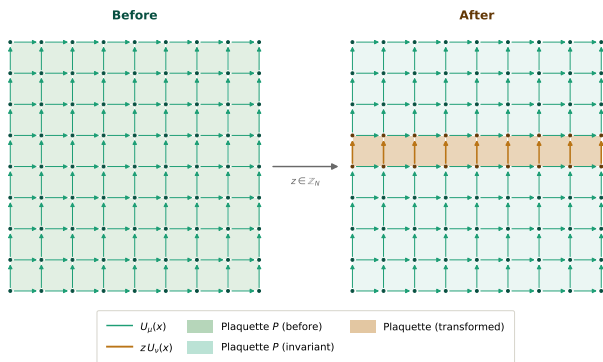 Before
After
z ∈ ℤ_N
U_μ(x)
Plaquette P (before)
Plaquette (transformed)
z U_ν(x)
Plaquette P (invariant)